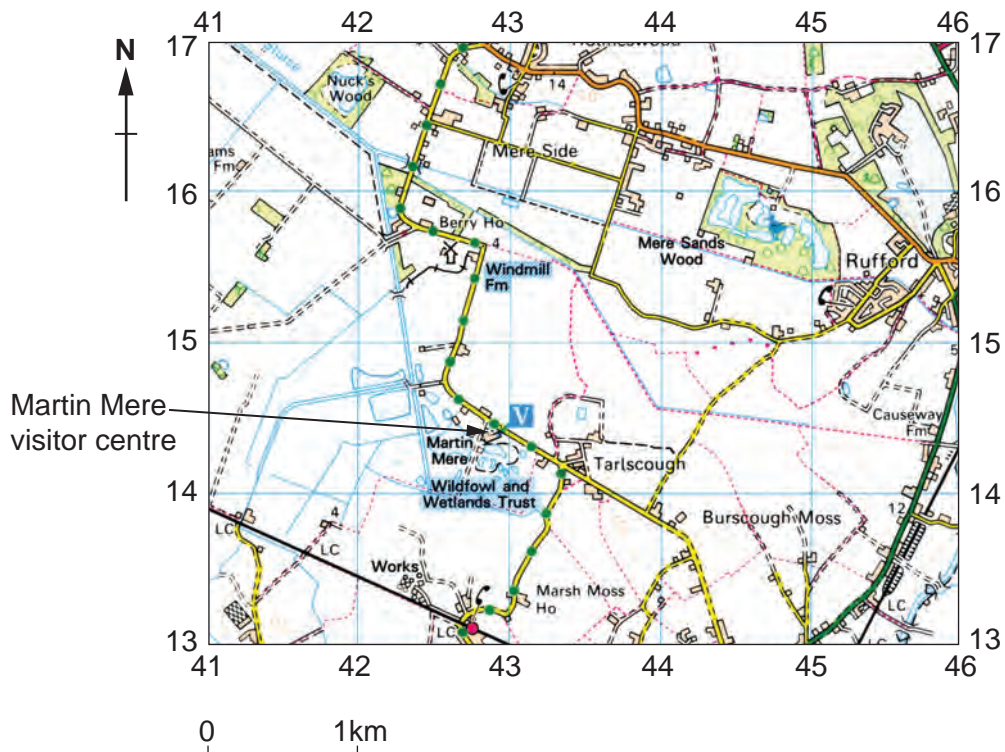 41 42 43 44 45 46
17 17
N
Holmeswood
Nuck's
Wood
14
Mere Side
ams
Fm
16 16
Berry Ho
4
Mere Sands
Wood
Rufford
Windmill
Fm
15 15
5
Martin Mere
visitor centre
V
Causeway
Fm
Martin
Mere
Tarlscough
14 14
Wildfowl and
Wetlands Trust
Burscough Moss
12
LC
4
LC
Works
Marsh Moss
Ho
LC
LC
LC
13 13
41 42 43 44 45 46
0 1km